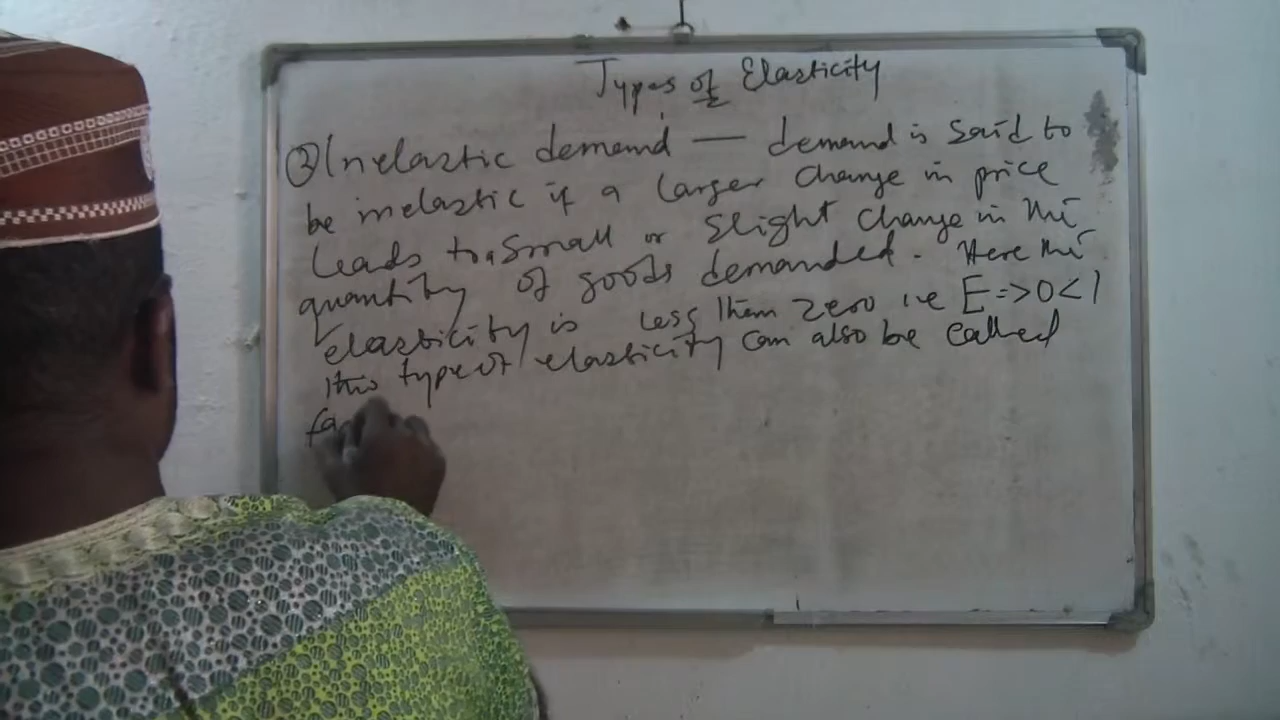 Types of Elasticity
② Inelastic demand — demand is said to
be inelastic if a larger change in price
leads to a small or slight change in the
quantity of goods demanded. Here the
elasticity is less than zero i.e E=>0<1
this type of elasticity can also be called
fa